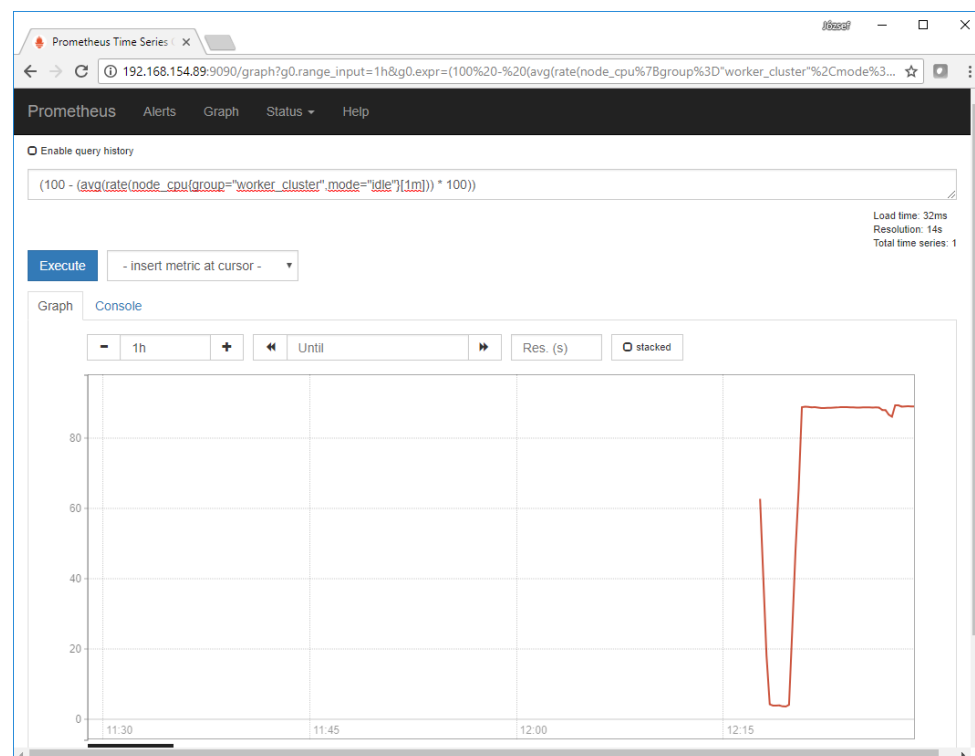 József
Prometheus Time Series
192.168.154.89:9090/graph?g0.range_input=1h&g0.expr=(100%20-%20(avg(rate(node_cpu%7Bgroup%3D"worker_cluster"%2Cmode%3...
Prometheus Alerts Graph Status Help
Enable query history
(100 - (avg(rate(node_cpu{group="worker_cluster",mode="idle"}[1m])) * 100))
Load time: 32ms
Resolution: 14s
Total time series: 1
Execute - insert metric at cursor -
Graph Console
1h Until Res. (s) stacked
80
60
40
20
0
11:30 11:45 12:00 12:15